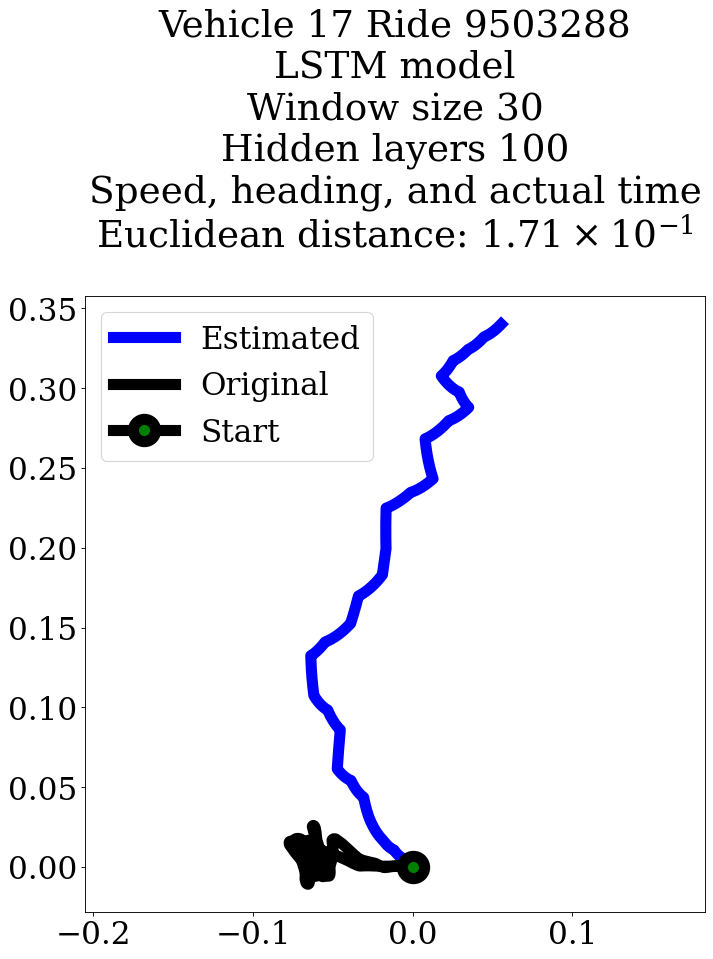 Vehicle 17 Ride 9503288
LSTM model
Window size 30
Hidden layers 100
Speed, heading, and actual time
Euclidean distance: 1.71 × 10⁻¹
0.35
0.30
0.25
0.20
0.15
0.10
0.05
0.00
Estimated
Original
Start
−0.2
−0.1
0.0
0.1